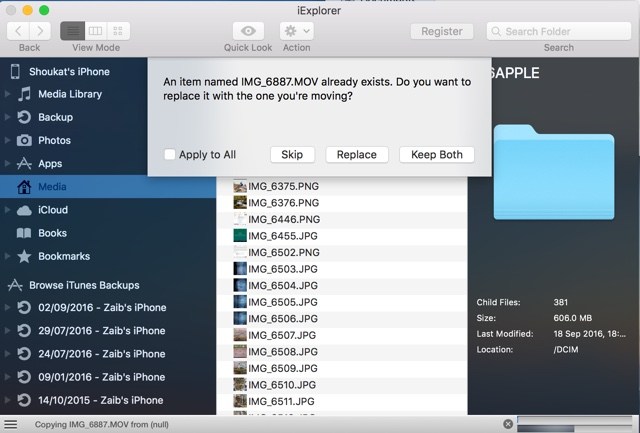 iExplorer
Back
View Mode
Quick Look
Action
Register
Search Folder
Search
Shoukat's iPhone
Media Library
Backup
Photos
Apps
Media
iCloud
Books
Bookmarks
Browse iTunes Backups
02/09/2016 - Zaib's iPhone
29/07/2016 - Zaib's iPhone
24/07/2016 - Zaib's iPhone
09/01/2016 - Zaib's iPhone
14/10/2015 - Zaib's iPhone
An item named IMG_6887.MOV already exists. Do you want to
replace it with the one you're moving?
Apply to All
Skip
Replace
Keep Both
IMG_6375.PNG
IMG_6376.PNG
IMG_6446.PNG
IMG_6455.JPG
IMG_6502.PNG
IMG_6503.JPG
IMG_6504.JPG
IMG_6505.JPG
IMG_6506.JPG
IMG_6507.JPG
IMG_6508.JPG
IMG_6509.JPG
IMG_6510.JPG
IMG_6511.JPG
6APPLE
Child Files: 381
Size: 606.0 MB
Last Modified: 18 Sep 2016, 18:...
Location: /DCIM
Copying IMG_6887.MOV from (null)